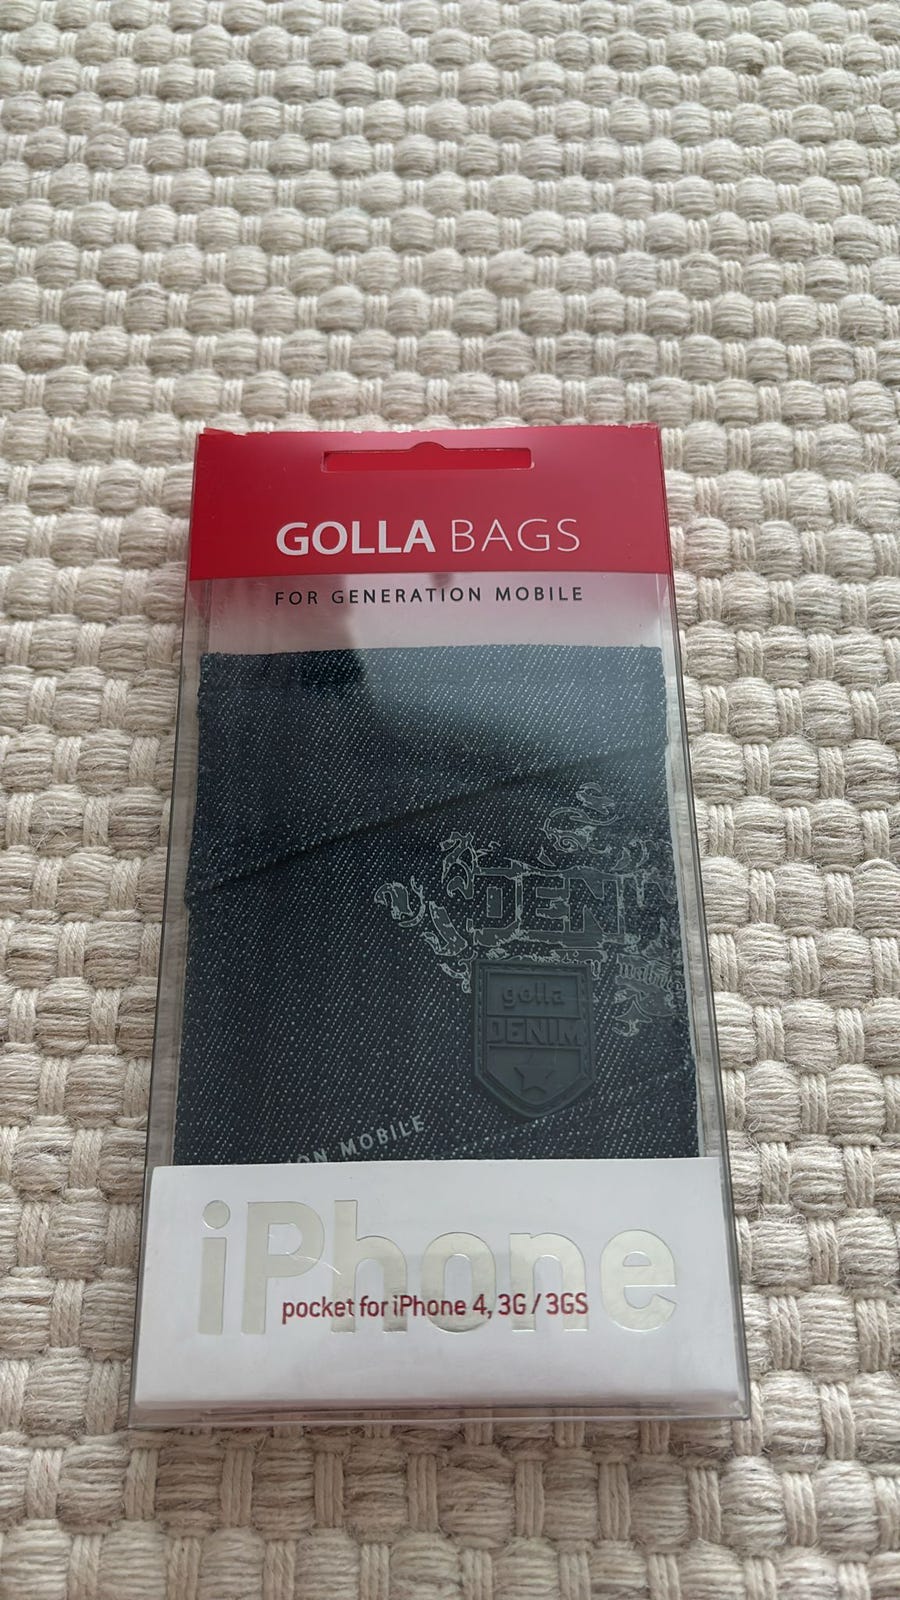 GOLLA BAGS
FOR GENERATION MOBILE
DENIM
golla
DENIM
ON MOBILE
iPhone
pocket for iPhone 4, 3G / 3GS